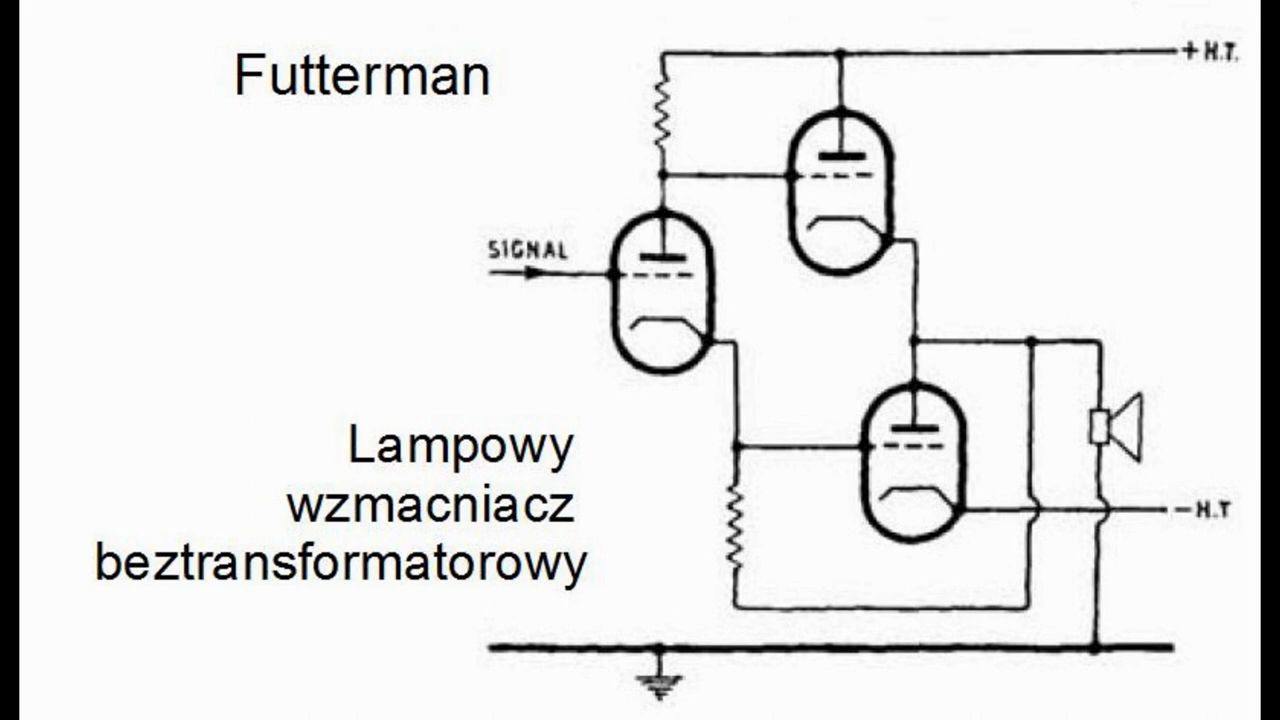 Futterman
+ H.T.
SIGNAL
Lampowy
wzmacniacz
beztransformatorowy
- H.T